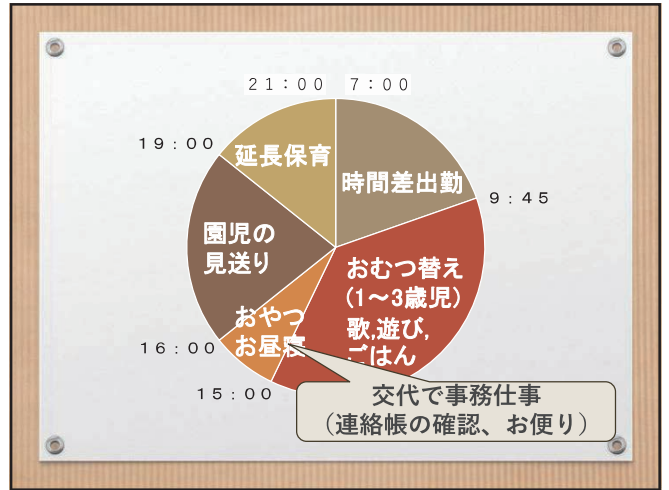 21:00
7:00
19:00
延長保育
時間差出勤
9:45
園児の
見送り
おむつ替え
(1～3歳児)
歌,遊び,
ごはん
おやつ
お昼寝
16:00
15:00
交代で事務仕事
(連絡帳の確認、お便り)